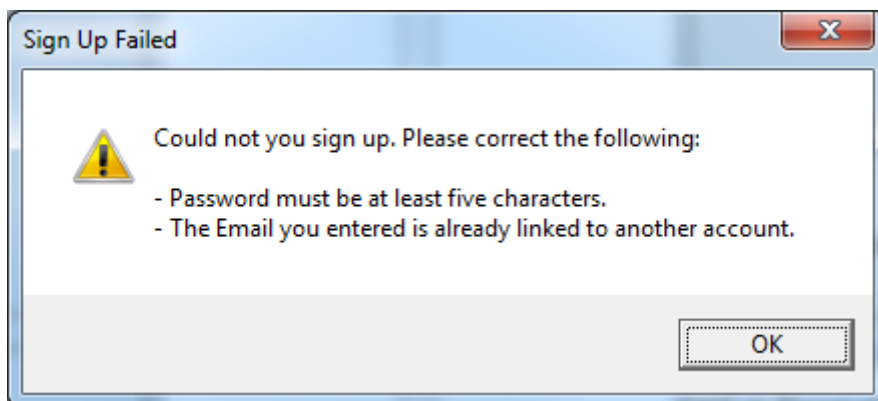 Sign Up Failed
Could not you sign up. Please correct the following:
- Password must be at least five characters.
- The Email you entered is already linked to another account.
OK